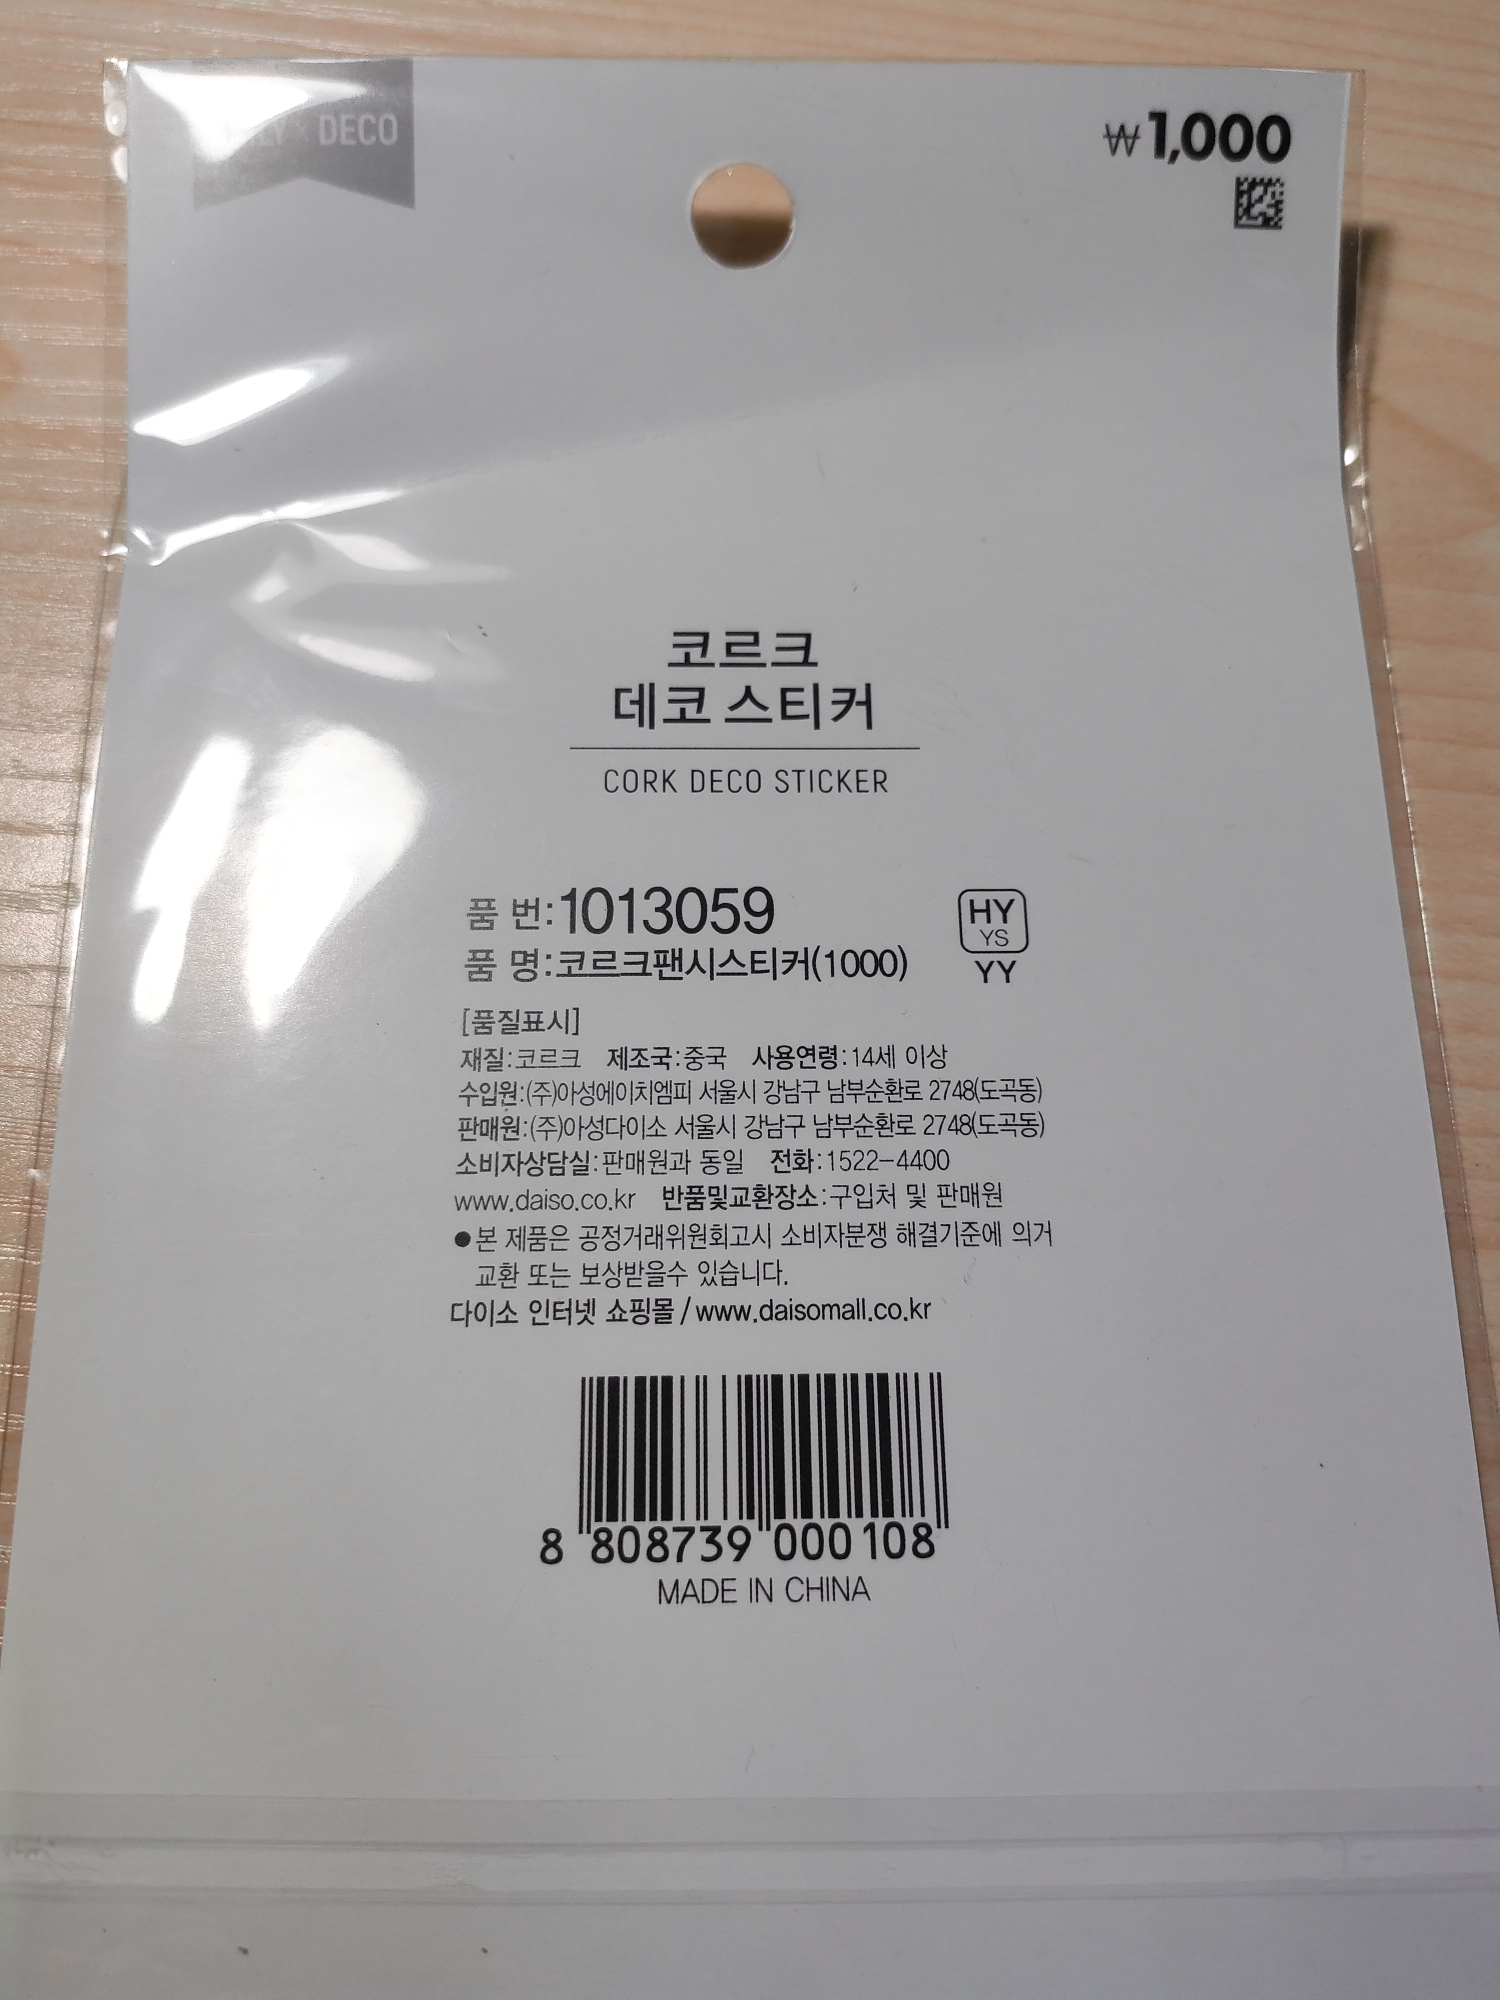 DECO
₩1,000
코르크
데코 스티커
CORK DECO STICKER
품 번:1013059
품 명:코르크팬시스티커(1000)
HY
YS
YY
[품질표시]
재질:코르크 제조국:중국 사용연령:14세 이상
수입원:(주)아성에이치엠피 서울시 강남구 남부순환로 2748(도곡동)
판매원:(주)아성다이소 서울시 강남구 남부순환로 2748(도곡동)
소비자상담실:판매원과 동일 전화:1522-4400
www.daiso.co.kr 반품및교환장소:구입처 및 판매원
●본 제품은 공정거래위원회고시 소비자분쟁 해결기준에 의거
교환 또는 보상받을수 있습니다.
다이소 인터넷 쇼핑몰/www.daisomall.co.kr
8 808739 000108
MADE IN CHINA